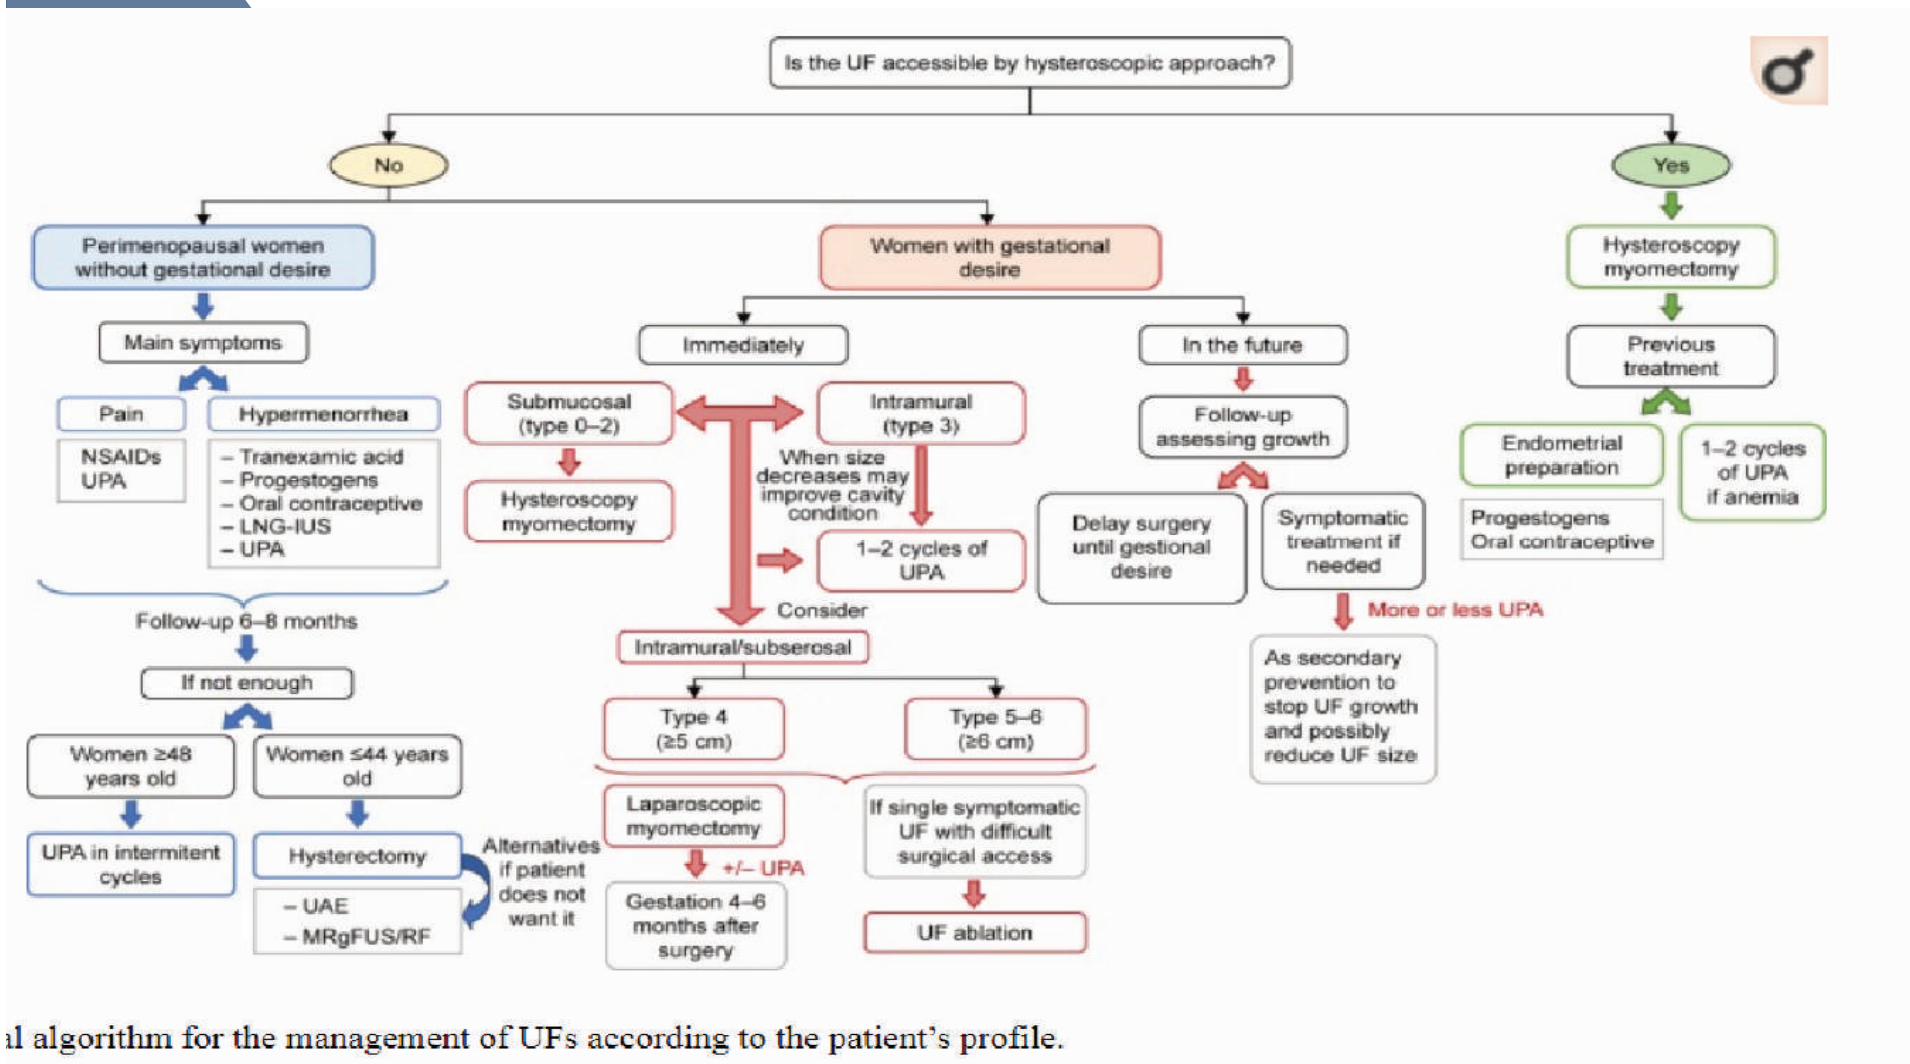 Is the UF accessible by hysteroscopic approach?
No
Yes
Perimenopausal women
without gestational desire
Women with gestational
desire
Hysteroscopy
myomectomy
Main symptoms
Immediately
In the future
Previous
treatment
Pain
Hypermenorrhea
NSAIDs
UPA
– Tranexamic acid
– Progestogens
– Oral contraceptive
– LNG-IUS
– UPA
Submucosal
(type 0–2)
Intramural
(type 3)
Hysteroscopy
myomectomy
When size
decreases may
improve cavity
condition
1–2 cycles of
UPA
Follow-up
assessing growth
Delay surgery
until gestional
desire
Symptomatic
treatment if
needed
Endometrial
preparation
1–2 cycles
of UPA
if anemia
Progestogens
Oral contraceptive
Follow-up 6–8 months
If not enough
Consider
Intramural/subserosal
More or less UPA
As secondary
prevention to
stop UF growth
and possibly
reduce UF size
Type 4
(≥5 cm)
Type 5–6
(≥6 cm)
Women ≥48
years old
Women ≤44 years
old
UPA in intermitent
cycles
Hysterectomy
– UAE
– MRgFUS/RF
Alternatives
if patient
does not
want it
Laparoscopic
myomectomy
+/– UPA
Gestation 4–6
months after
surgery
If single symptomatic
UF with difficult
surgical access
UF ablation
al algorithm for the management of UFs according to the patient’s profile.